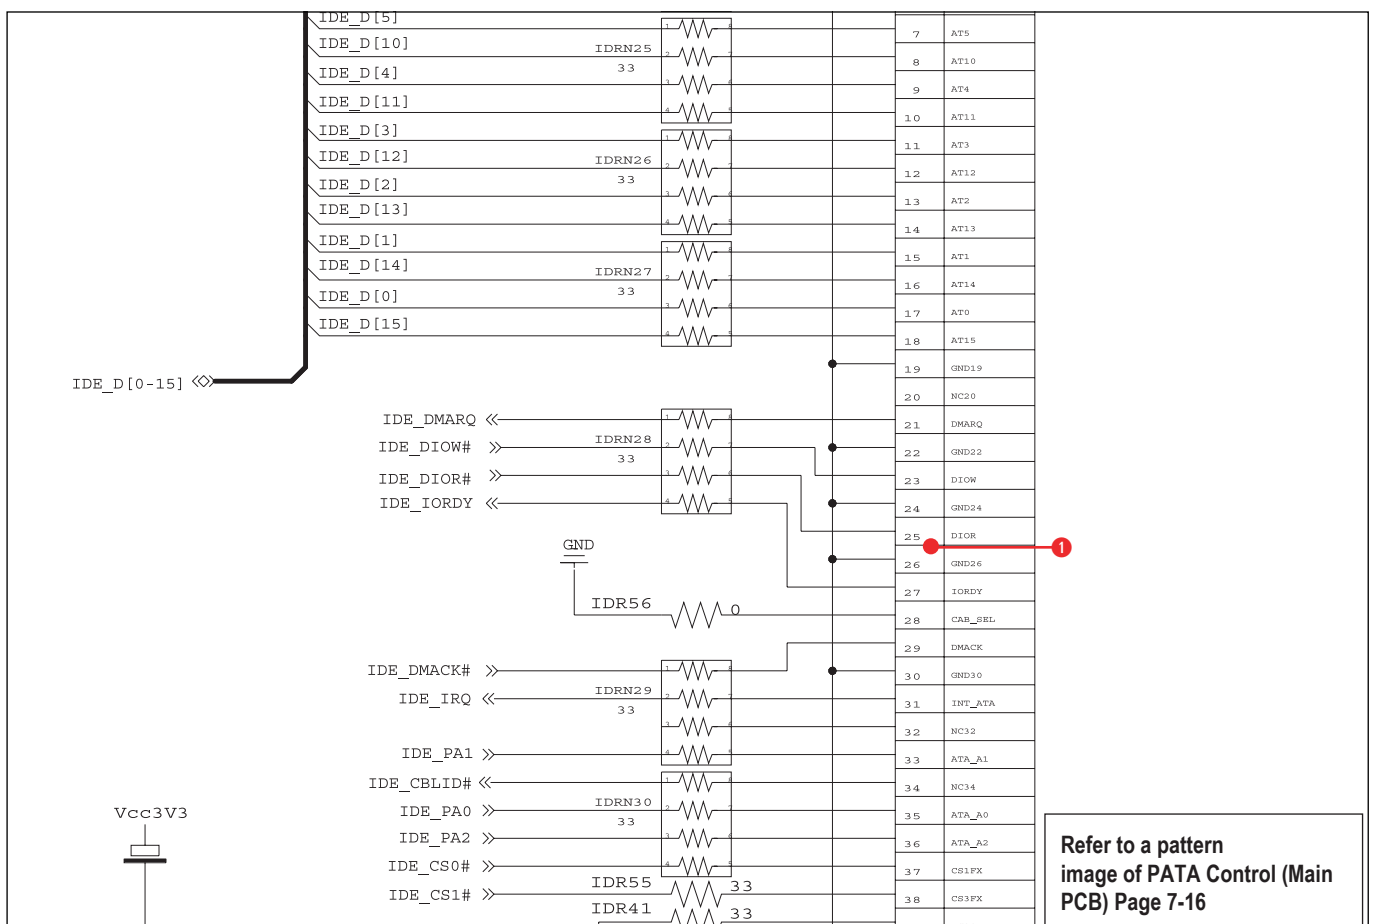 IDE_D[5]
7 AT5
IDE_D[10]
IDRN25
33
8 AT10
IDE_D[4]
9 AT4
IDE_D[11]
10 AT11
IDE_D[3]
11 AT3
IDE_D[12]
IDRN26
33
12 AT12
IDE_D[2]
13 AT2
IDE_D[13]
14 AT13
IDE_D[1]
15 AT1
IDE_D[14]
IDRN27
33
16 AT14
IDE_D[0]
17 AT0
IDE_D[15]
18 AT15
19 GND19
IDE_D[0-15]
20 NC20
IDE_DMARQ
21 DMARQ
IDE_DIOW#
IDRN28
33
22 GND22
IDE_DIOR#
23 DIOW
IDE_IORDY
24 GND24
25 DIOR
GND
1
26 GND26
27 IORDY
IDR56
0
28 CAB_SEL
29 DMACK
IDE_DMACK#
30 GND30
IDE_IRQ
IDRN29
33
31 INT_ATA
32 NC32
IDE_PA1
33 ATA_A1
IDE_CBLID#
34 NC34
IDE_PA0
IDRN30
33
35 ATA_A0
Vcc3V3
IDE_PA2
36 ATA_A2
IDE_CS0#
37 CS1FX
IDE_CS1#
IDR55
33
38 CS3FX
IDR41
33
Refer to a pattern
image of PATA Control (Main
PCB) Page 7-16